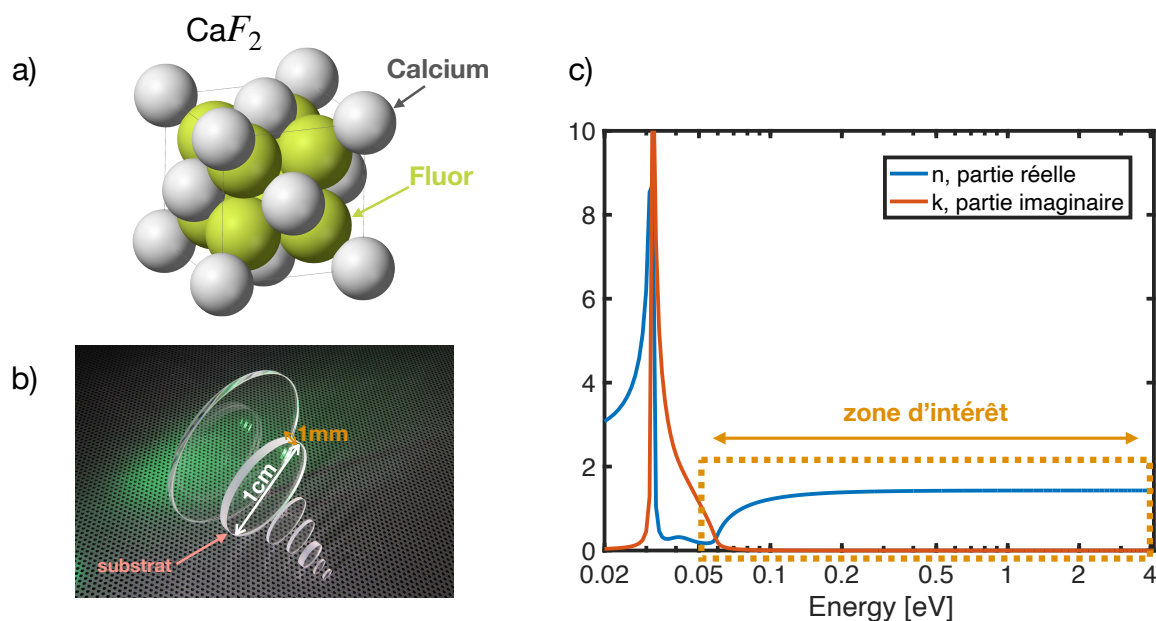 CaF₂
a)
Calcium
Fluor
b)
1mm
1cm
substrat
c)
n, partie réelle
k, partie imaginaire
zone d'intérêt
10
8
6
4
2
0
0.02 0.05 0.1 0.2 0.5 1 2 4
Energy [eV]